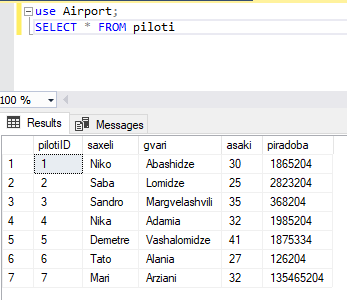 use Airport;
SELECT * FROM piloti
100 %
Results Messages
pilotiID saxeli gvari asaki piradoba
1 1 Niko Abashidze 30 1865204
2 2 Saba Lomidze 25 2823204
3 3 Sandro Margvelashvili 35 368204
4 4 Nika Adamia 32 1985204
5 5 Demetre Vashalomidze 41 1875334
6 6 Tato Alania 27 126204
7 7 Mari Arziani 32 135465204